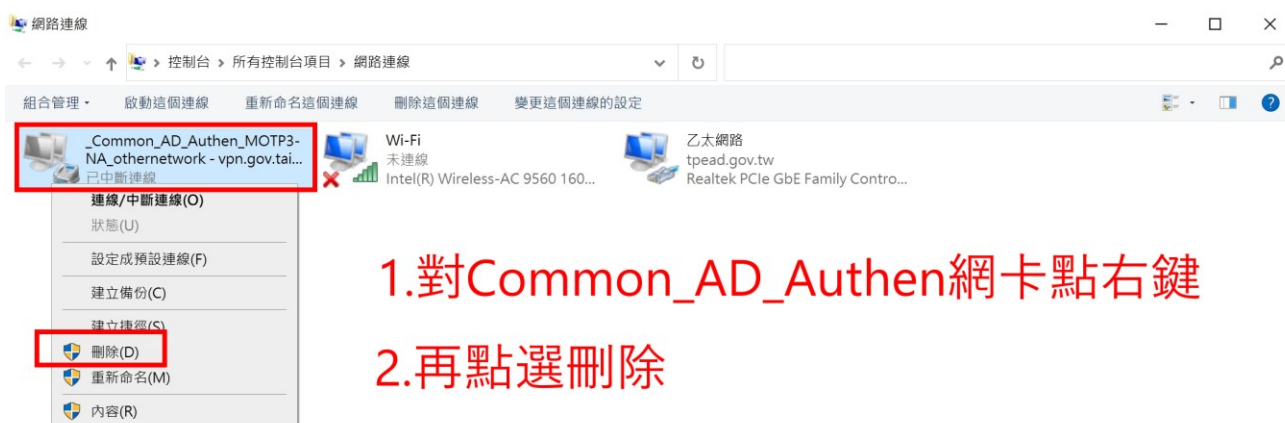 網路連線
控制台 › 所有控制台項目 › 網路連線
組合管理 啟動這個連線 重新命名這個連線 刪除這個連線 變更這個連線的設定
_Common_AD_Authen_MOTP3-
NA_othernetwork - vpn.gov.tai...
已中斷連線
Wi-Fi
未連線
Intel(R) Wireless-AC 9560 160...
乙太網路
tpead.gov.tw
Realtek PCIe GbE Family Contro...
連線/中斷連線(O)
狀態(U)
設定成預設連線(F)
建立備份(C)
建立捷徑(S)
刪除(D)
重新命名(M)
內容(R)
1.對Common_AD_Authen網卡點右鍵
2.再點選刪除